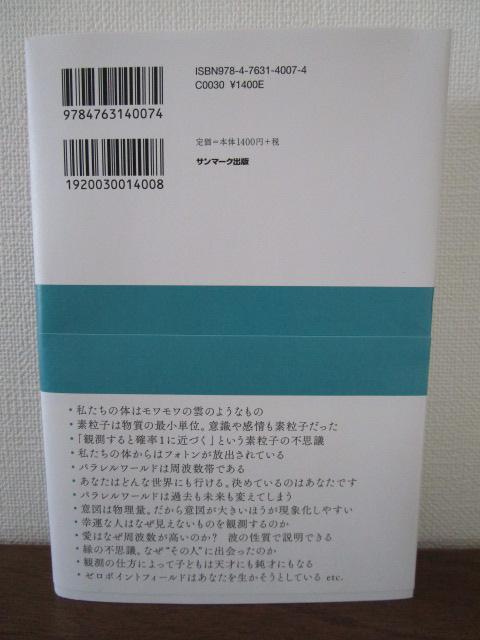 ISBN978-4-7631-4007-4
C0030 ¥1400E
9784763140074
定価=本体1400円+税
サンマーク出版
1920030014008
・私たちの体はモワモワの雲のようなもの
・素粒子は物質の最小単位。意識や感情も素粒子だった
・「観測すると確率1に近づく」という素粒子の不思議
・私たちの体からはフォトンが放出されている
・パラレルワールドは周波数帯である
・あなたはどんな世界にも行ける。決めているのはあなたです
・パラレルワールドは過去も未来も変えてしまう
・意図は物理量。だから意図が大きいほうが現象化しやすい
・幸運な人はなぜ見えないものを観測するのか
・愛はなぜ周波数が高いのか? 波の性質で説明できる
・縁の不思議。なぜ“その人”に出会ったのか
・観測の仕方によって子どもは天才にも鈍才にもなる
・ゼロポイントフィールドはあなたを生かそうとしている etc.